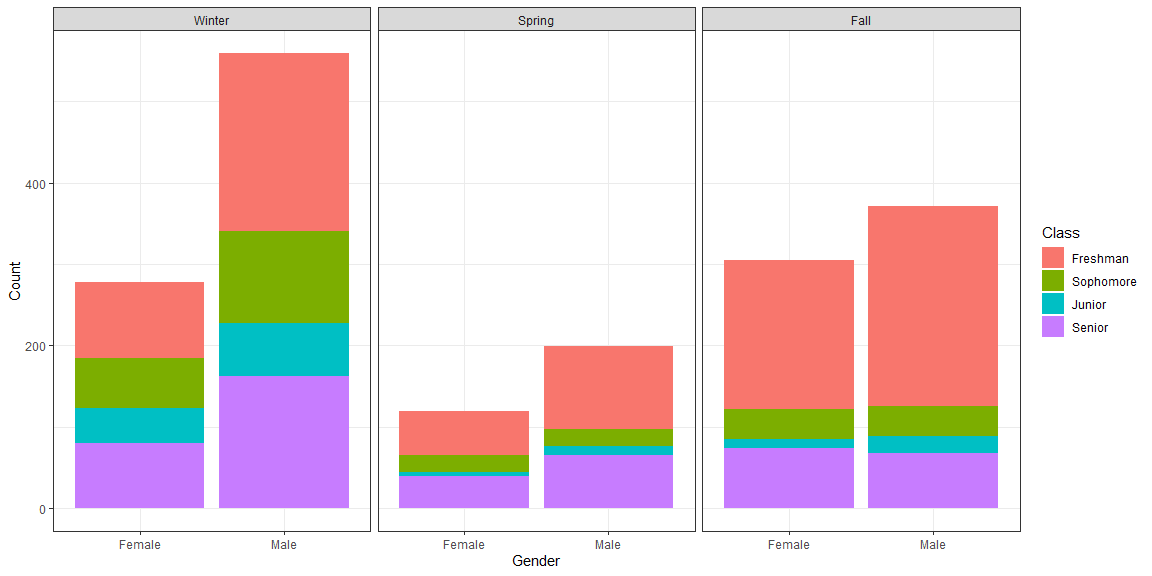 Winter
Spring
Fall
Count
400
200
0
Female
Male
Female
Male
Female
Male
Gender
Class
Freshman
Sophomore
Junior
Senior